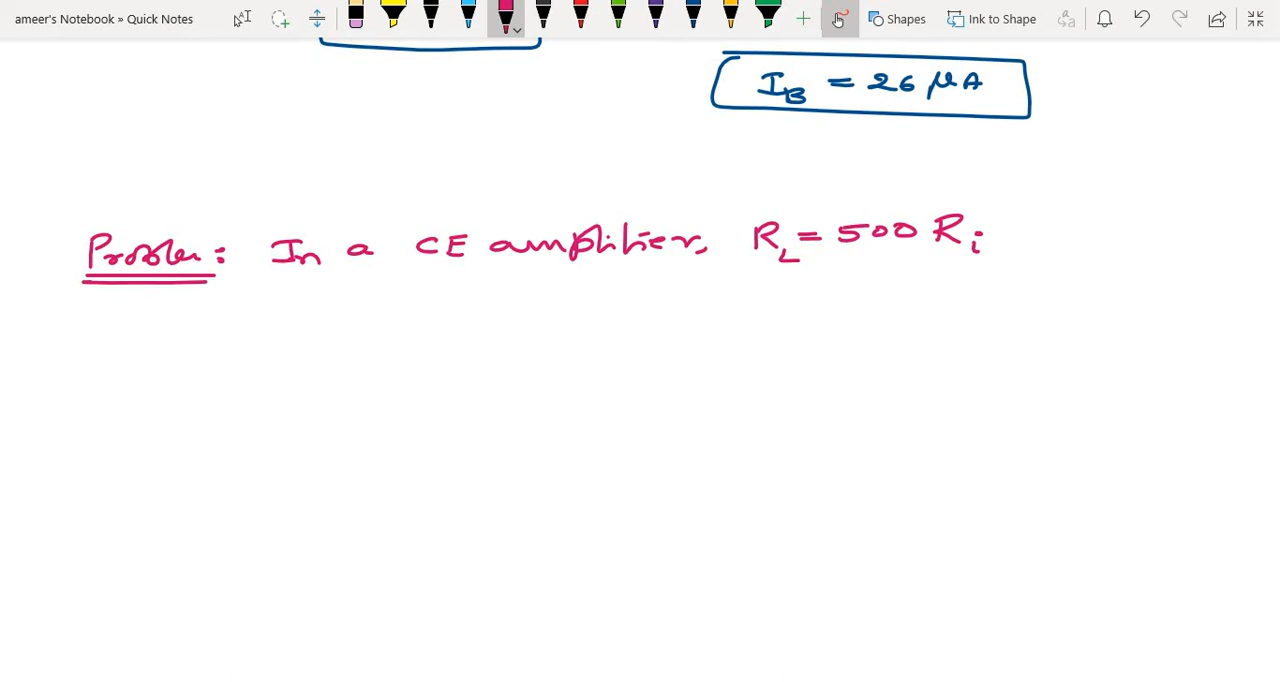 ameer's Notebook » Quick Notes
Shapes
Ink to Shape
I_B = 26 μA
Problem: In a CE amplifier, R_L = 500 R_i